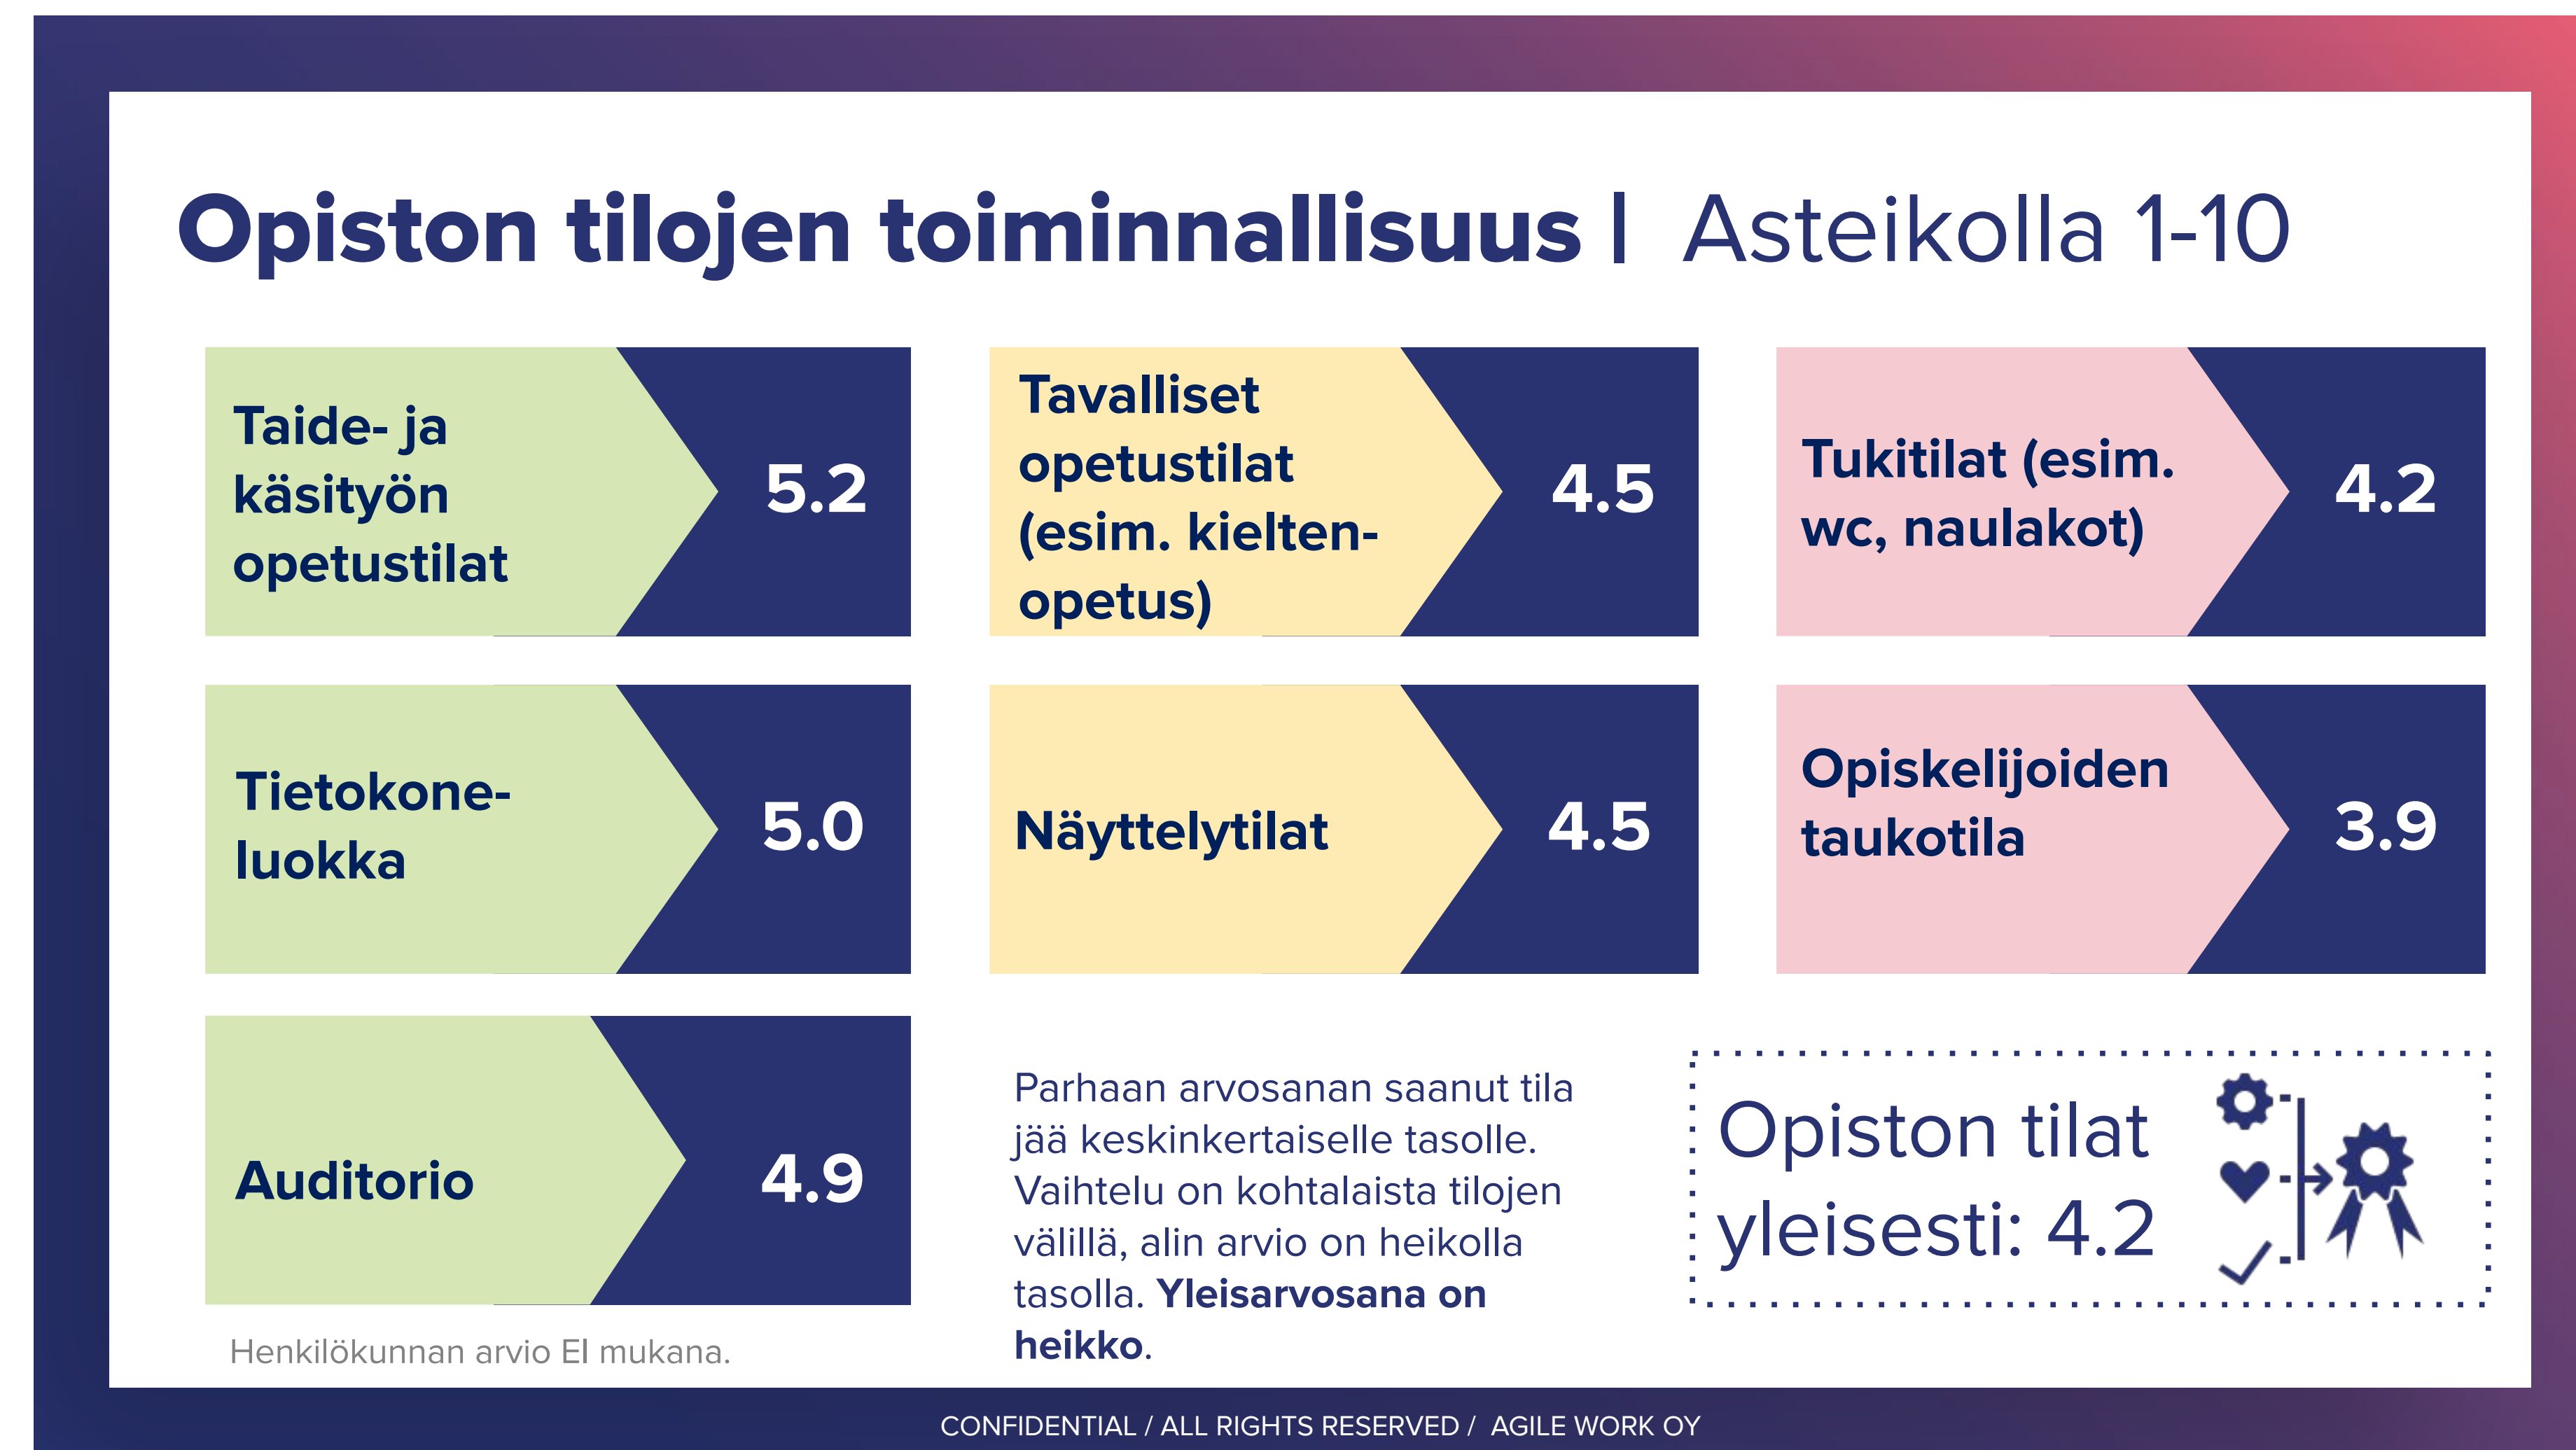 Opiston tilojen toiminnallisuus | Asteikolla 1-10
Taide- ja
käsityön
opetustilat
5.2
Tavalliset
opetustilat
(esim. kielten-
opetus)
4.5
Tukitilat (esim.
wc, naulakot)
4.2
Tietokone-
luokka
5.0
Näyttelytilat
4.5
Opiskelijoiden
taukotila
3.9
Auditorio
4.9
Parhaan arvosanan saanut tila
jää keskinkertaiselle tasolle.
Vaihtelu on kohtalaista tilojen
välillä, alin arvio on heikolla
tasolla. Yleisarvosana on
heikko.
Opiston tilat
yleisesti: 4.2
Henkilökunnan arvio EI mukana.
CONFIDENTIAL / ALL RIGHTS RESERVED / AGILE WORK OY